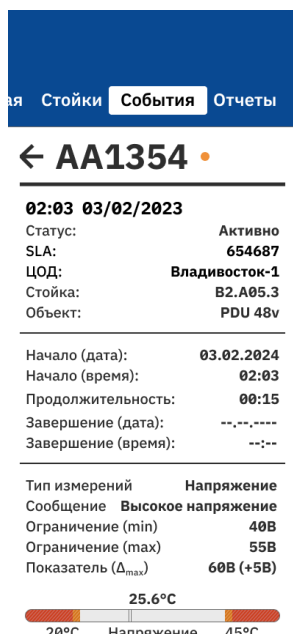 ая Стойки События Отчеты
← AA1354
02:03 03/02/2023
Статус: Активно
SLA: 654687
ЦОД: Владивосток-1
Стойка: B2.A05.3
Объект: PDU 48v
Начало (дата): 03.02.2024
Начало (время): 02:03
Продолжительность: 00:15
Завершение (дата): --.--.----
Завершение (время): --:--
Тип измерений Напряжение
Сообщение Высокое напряжение
Ограничение (min) 40В
Ограничение (max) 55В
Показатель (Δmax) 60В (+5В)
25.6°C
20°C Напряжение 45°C